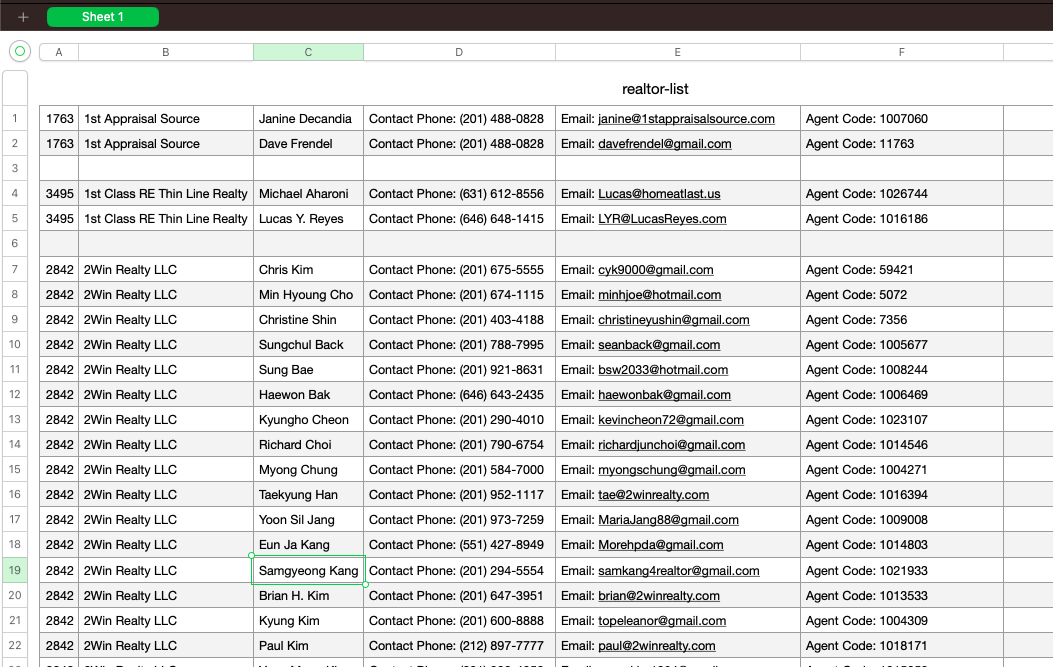 + Sheet 1
A B C D E F
realtor-list
1 1763 1st Appraisal Source Janine Decandia Contact Phone: (201) 488-0828 Email: janine@1stappraisalsource.com Agent Code: 1007060
2 1763 1st Appraisal Source Dave Frendel Contact Phone: (201) 488-0828 Email: davefrendel@gmail.com Agent Code: 11763
3
4 3495 1st Class RE Thin Line Realty Michael Aharoni Contact Phone: (631) 612-8556 Email: Lucas@homeatlast.us Agent Code: 1026744
5 3495 1st Class RE Thin Line Realty Lucas Y. Reyes Contact Phone: (646) 648-1415 Email: LYR@LucasReyes.com Agent Code: 1016186
6
7 2842 2Win Realty LLC Chris Kim Contact Phone: (201) 675-5555 Email: cyk9000@gmail.com Agent Code: 59421
8 2842 2Win Realty LLC Min Hyoung Cho Contact Phone: (201) 674-1115 Email: minhjoe@hotmail.com Agent Code: 5072
9 2842 2Win Realty LLC Christine Shin Contact Phone: (201) 403-4188 Email: christineyushin@gmail.com Agent Code: 7356
10 2842 2Win Realty LLC Sungchul Back Contact Phone: (201) 788-7995 Email: seanback@gmail.com Agent Code: 1005677
11 2842 2Win Realty LLC Sung Bae Contact Phone: (201) 921-8631 Email: bsw2033@hotmail.com Agent Code: 1008244
12 2842 2Win Realty LLC Haewon Bak Contact Phone: (646) 643-2435 Email: haewonbak@gmail.com Agent Code: 1006469
13 2842 2Win Realty LLC Kyungho Cheon Contact Phone: (201) 290-4010 Email: kevincheon72@gmail.com Agent Code: 1023107
14 2842 2Win Realty LLC Richard Choi Contact Phone: (201) 790-6754 Email: richardjunchoi@gmail.com Agent Code: 1014546
15 2842 2Win Realty LLC Myong Chung Contact Phone: (201) 584-7000 Email: myongschung@gmail.com Agent Code: 1004271
16 2842 2Win Realty LLC Taekyung Han Contact Phone: (201) 952-1117 Email: tae@2winrealty.com Agent Code: 1016394
17 2842 2Win Realty LLC Yoon Sil Jang Contact Phone: (201) 973-7259 Email: MariaJang88@gmail.com Agent Code: 1009008
18 2842 2Win Realty LLC Eun Ja Kang Contact Phone: (551) 427-8949 Email: Morehpda@gmail.com Agent Code: 1014803
19 2842 2Win Realty LLC Samgyeong Kang Contact Phone: (201) 294-5554 Email: samkang4realtor@gmail.com Agent Code: 1021933
20 2842 2Win Realty LLC Brian H. Kim Contact Phone: (201) 647-3951 Email: brian@2winrealty.com Agent Code: 1013533
21 2842 2Win Realty LLC Kyung Kim Contact Phone: (201) 600-8888 Email: topeleanor@gmail.com Agent Code: 1004309
22 2842 2Win Realty LLC Paul Kim Contact Phone: (212) 897-7777 Email: paul@2winrealty.com Agent Code: 1018171